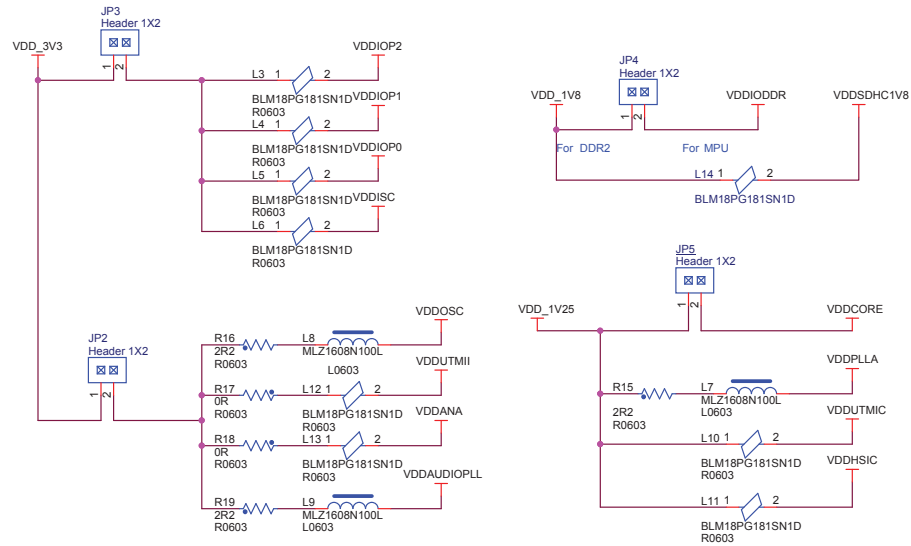 JP3
Header 1X2
VDD_3V3
1
2
VDDIOP2
L3 1 2
BLM18PG181SN1D
R0603
VDDIOP1
L4 1 2
BLM18PG181SN1D
R0603
VDDIOP0
L5 1 2
BLM18PG181SN1D
R0603
VDDISC
L6 1 2
BLM18PG181SN1D
R0603
JP2
Header 1X2
1
2
VDDOSC
R16
2R2
R0603
L8
MLZ1608N100L
L0603
VDDUTMII
R17
0R
R0603
L12 1 2
BLM18PG181SN1D
R0603
VDDANA
R18
0R
R0603
L13 1 2
BLM18PG181SN1D
R0603
VDDAUDIOPLL
R19
2R2
R0603
L9
MLZ1608N100L
L0603
JP4
Header 1X2
VDD_1V8
1
2
VDDIODDR
VDDSDHC1V8
For DDR2
For MPU
L14 1 2
BLM18PG181SN1D
JP5
Header 1X2
VDD_1V25
1
2
VDDCORE
VDDPLLA
R15
2R2
R0603
L7
MLZ1608N100L
L0603
VDDUTMIC
L10 1 2
BLM18PG181SN1D
R0603
VDDHSIC
L11 1 2
BLM18PG181SN1D
R0603